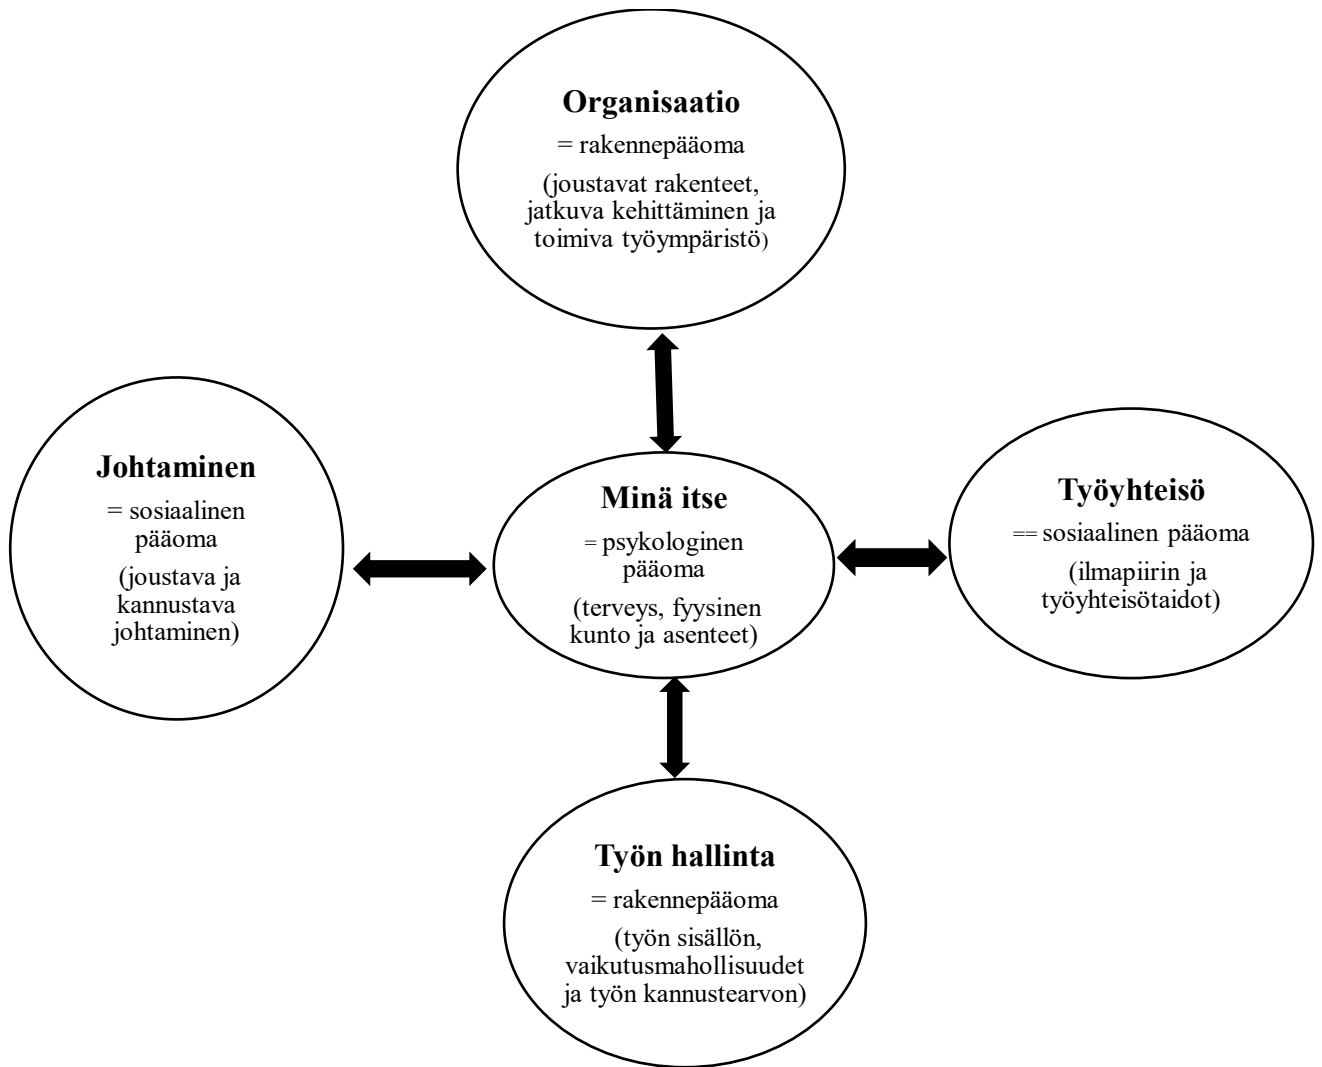 Organisaatio
= rakennepääoma
(joustavat rakenteet,
jatkuva kehittäminen ja
toimiva työympäristö)
Johtaminen
= sosiaalinen
pääoma
(joustava ja
kannustava
johtaminen)
Minä itse
= psykologinen
pääoma
(terveys, fyysinen
kunto ja asenteet)
Työyhteisö
== sosiaalinen pääoma
(ilmapiirin ja
työyhteisötaidot)
Työn hallinta
= rakennepääoma
(työn sisällön,
vaikutusmahollisuudet
ja työn kannustearvon)